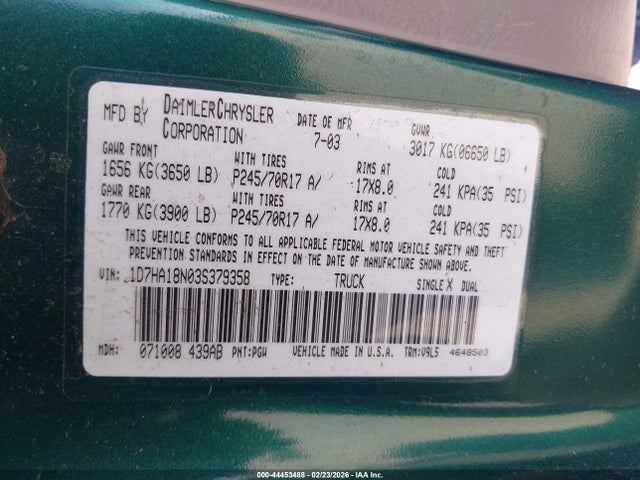 MFD BY DAIMLERCHRYSLER CORPORATION
DATE OF MFR 7-03
GVWR 3017 KG(06650 LB)
GAWR FRONT WITH TIRES RIMS AT COLD
1656 KG(3650 LB) P245/70R17 A/ 17X8.0 241 KPA(35 PSI)
GAWR REAR WITH TIRES RIMS AT COLD
1770 KG(3900 LB) P245/70R17 A/ 17X8.0 241 KPA(35 PSI)
THIS VEHICLE CONFORMS TO ALL APPLICABLE FEDERAL MOTOR VEHICLE SAFETY AND THEFT
PREVENTION STANDARDS IN EFFECT ON THE DATE OF MANUFACTURE SHOWN ABOVE.
VIN: 1D7HA18N03S379358 TYPE: TRUCK SINGLE X DUAL
MDH: 071008 439AB PNT:PGW VEHICLE MADE IN U.S.A. TRM:V9L5 4648503
000-44453488 - 02/23/2026 - IAA Inc.